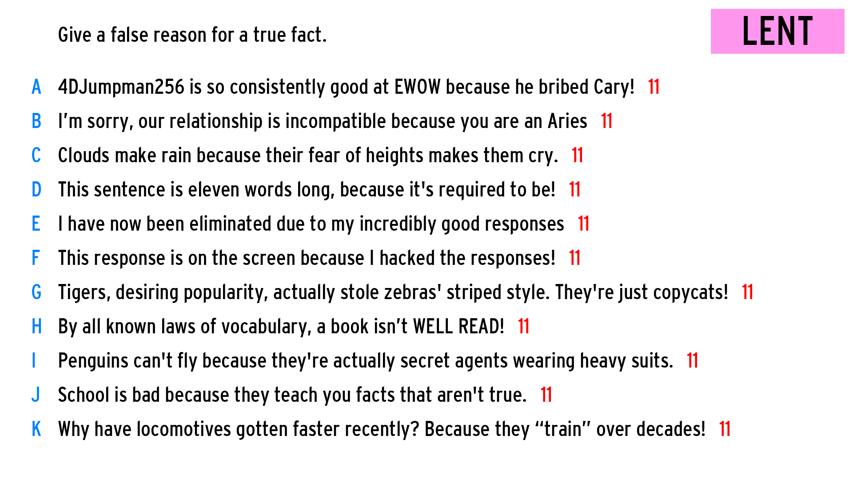 Give a false reason for a true fact.
LENT
A 4DJumpman256 is so consistently good at EWOW because he bribed Cary! 11
B I'm sorry, our relationship is incompatible because you are an Aries 11
C Clouds make rain because their fear of heights makes them cry. 11
D This sentence is eleven words long, because it's required to be! 11
E I have now been eliminated due to my incredibly good responses 11
F This response is on the screen because I hacked the responses! 11
G Tigers, desiring popularity, actually stole zebras' striped style. They're just copycats! 11
H By all known laws of vocabulary, a book isn't WELL READ! 11
I Penguins can't fly because they're actually secret agents wearing heavy suits. 11
J School is bad because they teach you facts that aren't true. 11
K Why have locomotives gotten faster recently? Because they “train” over decades! 11